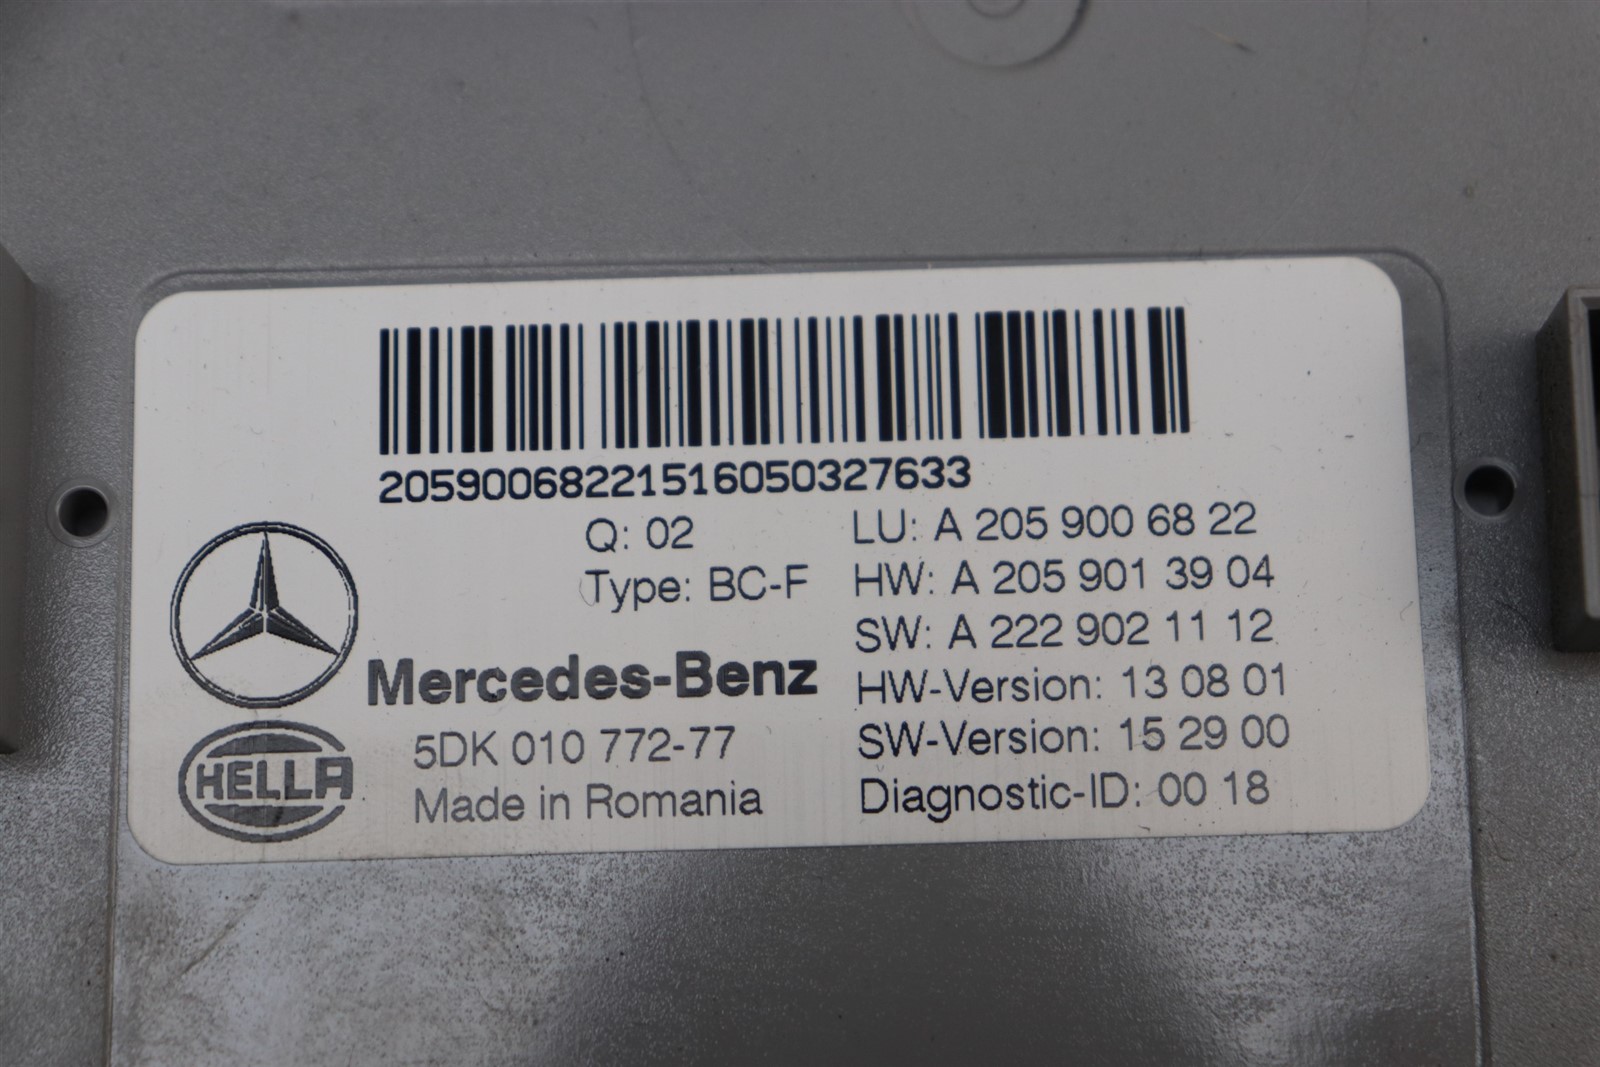 205900682215160503276​33
Q: 02
Type: BC-F
LU: A 205 900 68 22
HW: A 205 901 39 04
SW: A 222 902 11 12
HW-Version: 13 08 01
SW-Version: 15 29 00
Diagnostic-ID: 00 18
Mercedes-Benz
HELLA
5DK 010 772-77
Made in Romania